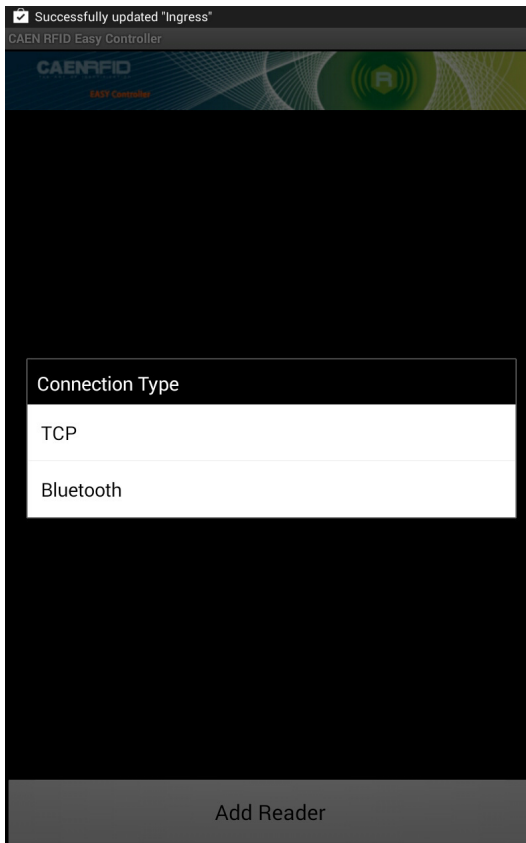 Successfully updated "Ingress"
CAEN RFID Easy Controller
CAENRFID
EASY Controller
R
Connection Type
TCP
Bluetooth
Add Reader